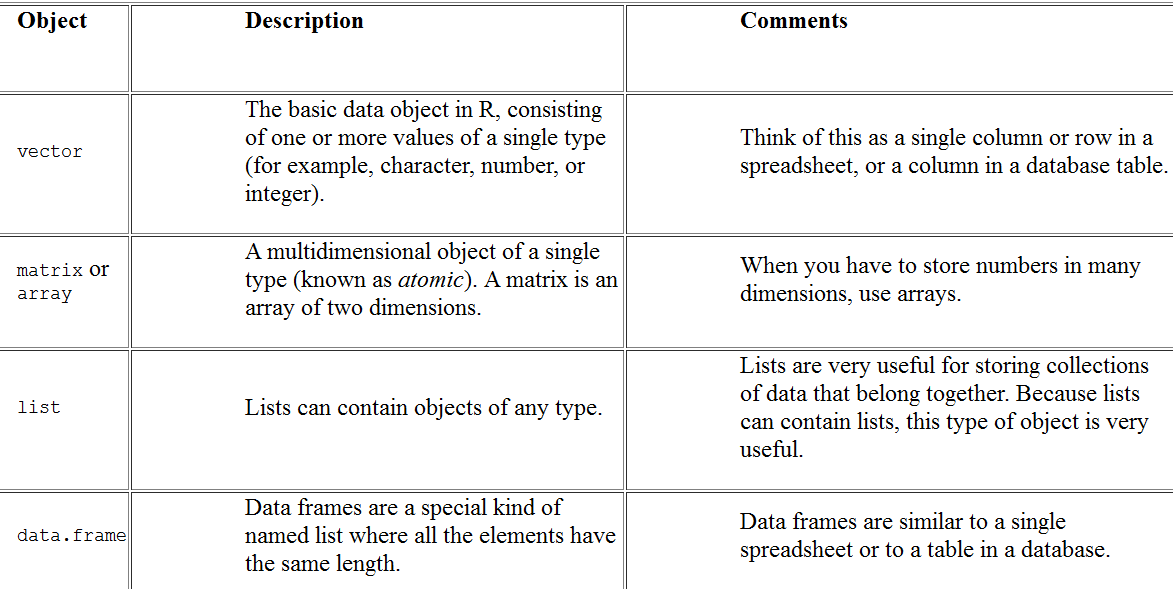 Object Description Comments
The basic data object in R, consisting
of one or more values of a single type
(for example, character, number, or
integer).
vector
Think of this as a single column or row in a
spreadsheet, or a column in a database table.
matrix or
array
A multidimensional object of a single
type (known as atomic). A matrix is an
array of two dimensions.
When you have to store numbers in many
dimensions, use arrays.
list
Lists can contain objects of any type.
Lists are very useful for storing collections
of data that belong together. Because lists
can contain lists, this type of object is very
useful.
data.frame
Data frames are a special kind of
named list where all the elements have
the same length.
Data frames are similar to a single
spreadsheet or to a table in a database.